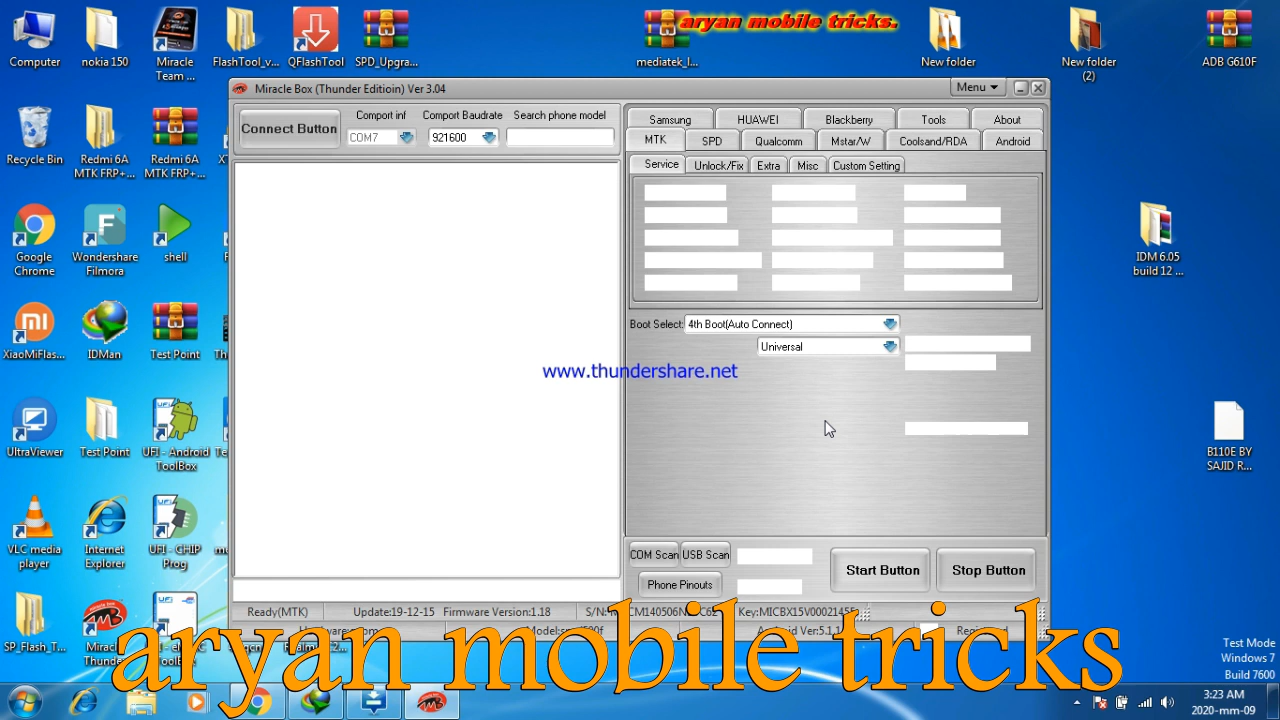 aryan mobile tricks.
Computer
nokia 150
Miracle
Team ...
FlashTool_v...
QFlashTool
SPD_Upgra...
mediatek_I...
New folder
New folder
(2)
ADB G610F
Miracle Box (Thunder Editioin) Ver 3.04
Menu
Connect Button
Comport inf
Comport Baudrate
Search phone model
COM7
921600
Samsung
HUAWEI
Blackberry
Tools
About
MTK
SPD
Qualcomm
Mstar/W
Coolsand/RDA
Android
Service
Unlock/Fix
Extra
Misc
Custom Setting
Recycle Bin
Redmi 6A
MTK FRP+...
Redmi 6A
MTK FRP+...
Google
Chrome
Wondershare
Filmora
shell
IDM 6.05
build 12 ...
Boot Select:
4th Boot(Auto Connect)
Universal
www.thundershare.net
XiaoMiFlas...
IDMan
Test Point
UltraViewer
Test Point
UFI - Android
ToolBox
B110E BY
SAJID R...
VLC media
player
Internet
Explorer
UFI - CHIP
Prog
COM Scan
USB Scan
Phone Pinouts
Start Button
Stop Button
Ready(MTK)
Update:19-12-15
Firmware Version:1.18
S/N:
Key:MICBX15V00021455
SP_Flash_T...
aryan mobile tricks
Test Mode
Windows 7
Build 7600
3:23 AM
2020-mm-09